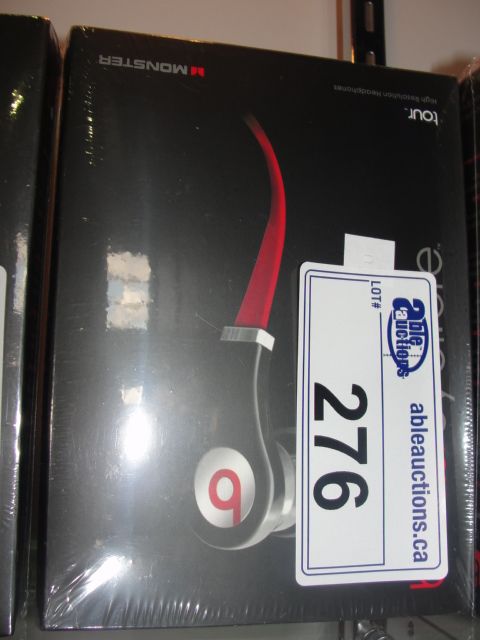 MONSTER
tour.
High Resolution Headphones
b
LOT#
276
able
auctions
ableauctions.ca